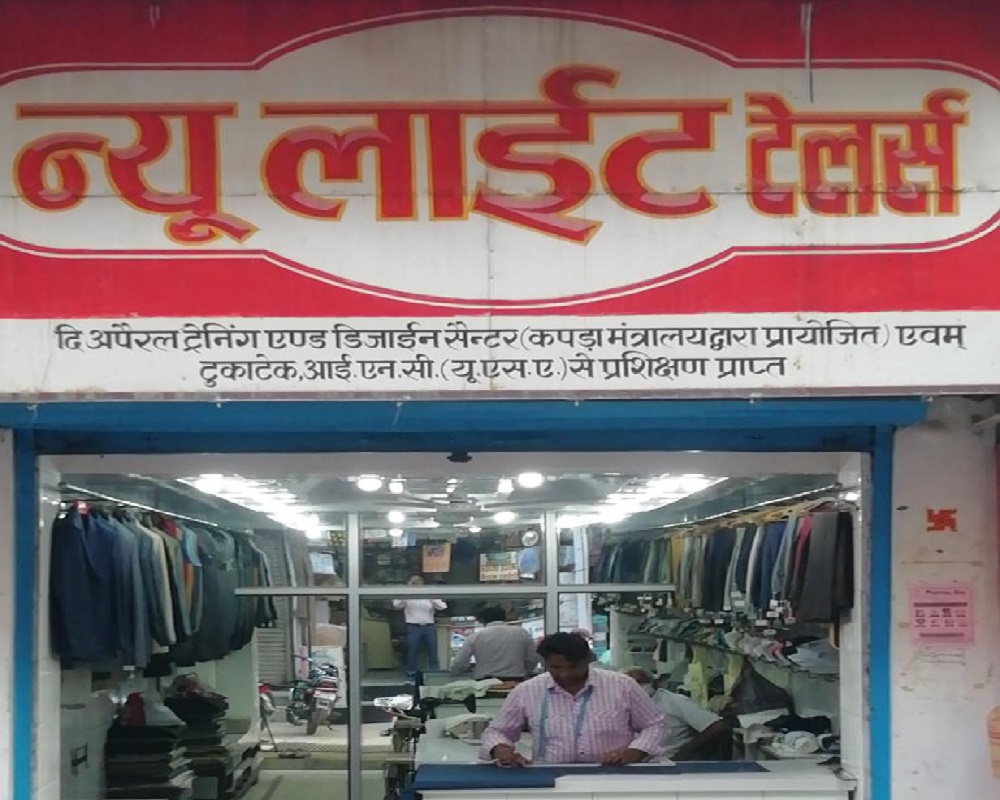 न्यू लाईट टेलर्स
दि अपैरल ट्रेनिंग एण्ड डिजाईन सैन्टर(कपड़ा मंत्रालय द्वारा प्रायोजित) एवम्
टुकाटेक,आई.एन.सी.(यू.एस.ए.)से प्रशिक्षण प्राप्त